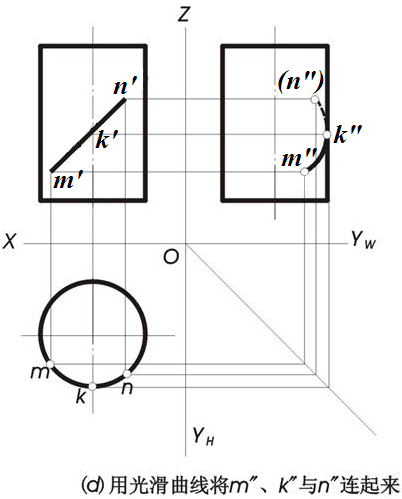 Z
n′ (n″)
k′ k″
m′ m″
X O Y_W
m k n
Y_H
(d) 用光滑曲线将m″、k″与n″连起来